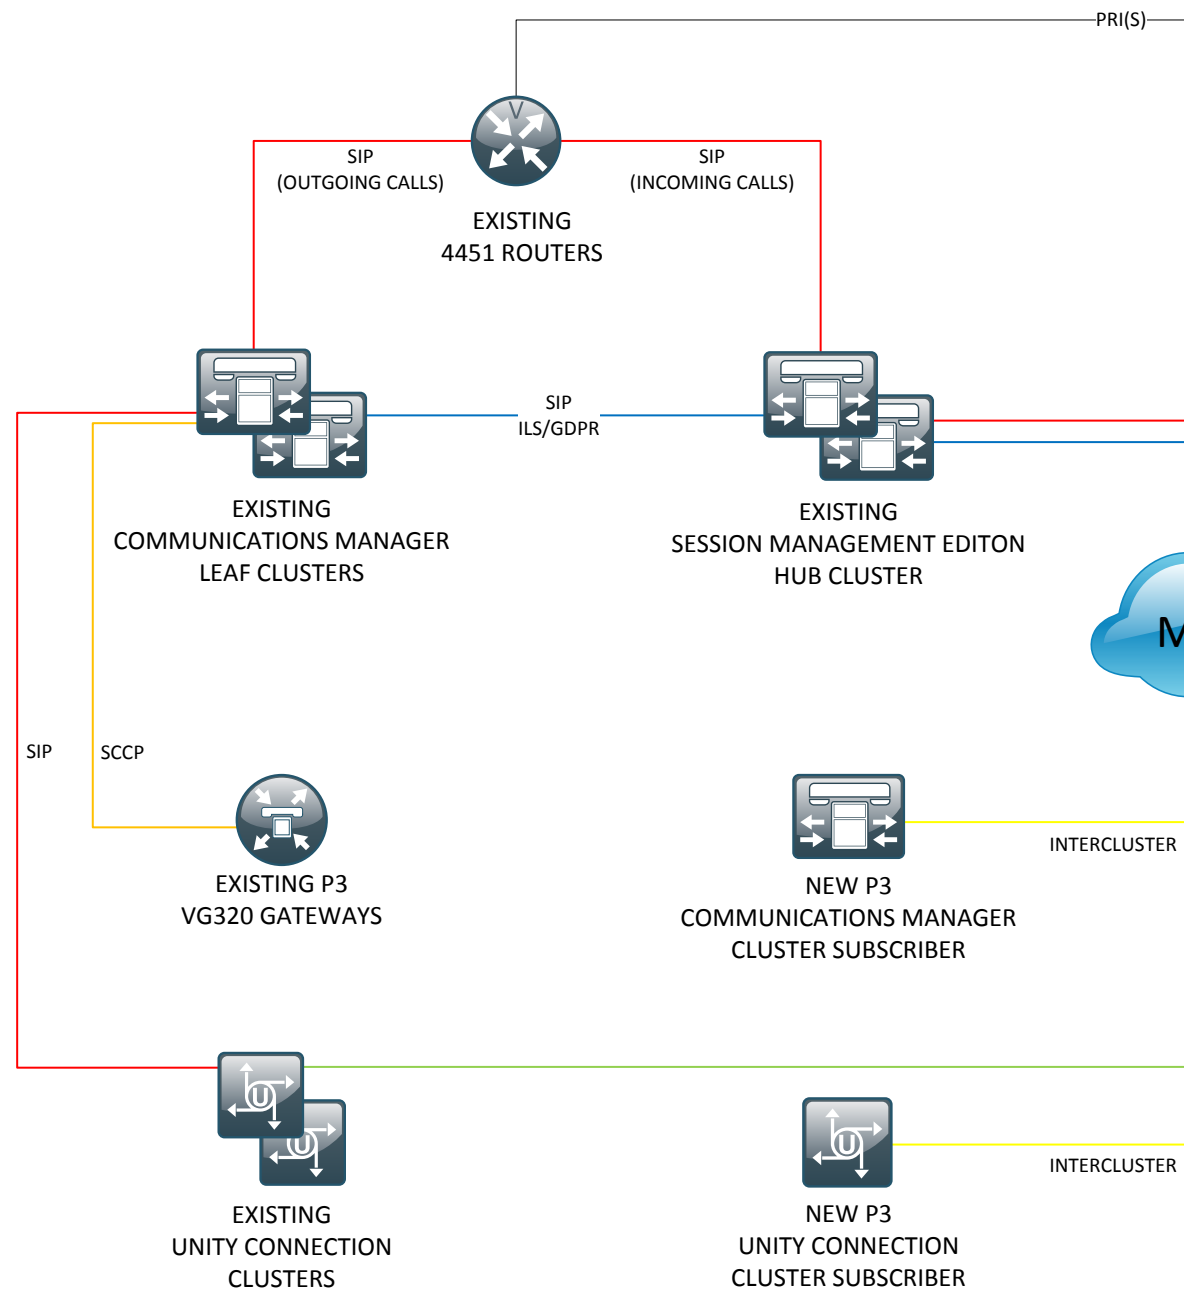 PRI(S)
V
SIP
(OUTGOING CALLS)
SIP
(INCOMING CALLS)
EXISTING
4451 ROUTERS
SIP
ILS/GDPR
EXISTING
COMMUNICATIONS MANAGER
LEAF CLUSTERS
EXISTING
SESSION MANAGEMENT EDITON
HUB CLUSTER
SIP
SCCP
EXISTING P3
VG320 GATEWAYS
INTERCLUSTER
NEW P3
COMMUNICATIONS MANAGER
CLUSTER SUBSCRIBER
U
U
EXISTING
UNITY CONNECTION
CLUSTERS
U
INTERCLUSTER
NEW P3
UNITY CONNECTION
CLUSTER SUBSCRIBER